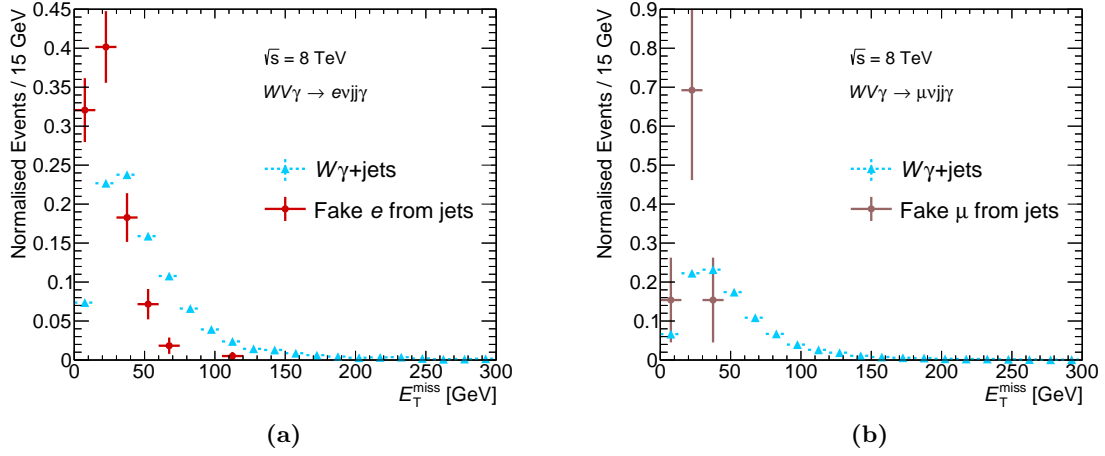 Normalised Events / 15 GeV
0.45
0.4
0.35
0.3
0.25
0.2
0.15
0.1
0.05
0
√s = 8 TeV
WVγ → eνjjγ
Wγ+jets
Fake e from jets
0 50 100 150 200 250 300
E_T^miss [GeV]
(a)
Normalised Events / 15 GeV
0.9
0.8
0.7
0.6
0.5
0.4
0.3
0.2
0.1
0
√s = 8 TeV
WVγ → μνjjγ
Wγ+jets
Fake μ from jets
0 50 100 150 200 250 300
E_T^miss [GeV]
(b)